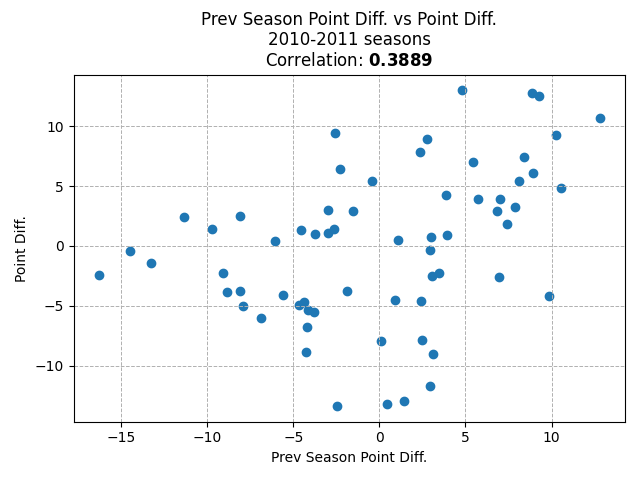 Prev Season Point Diff. vs Point Diff.
2010-2011 seasons
Correlation: 0.3889
Point Diff.
10
5
0
−5
−10
−15
−10
−5
0
5
10
Prev Season Point Diff.